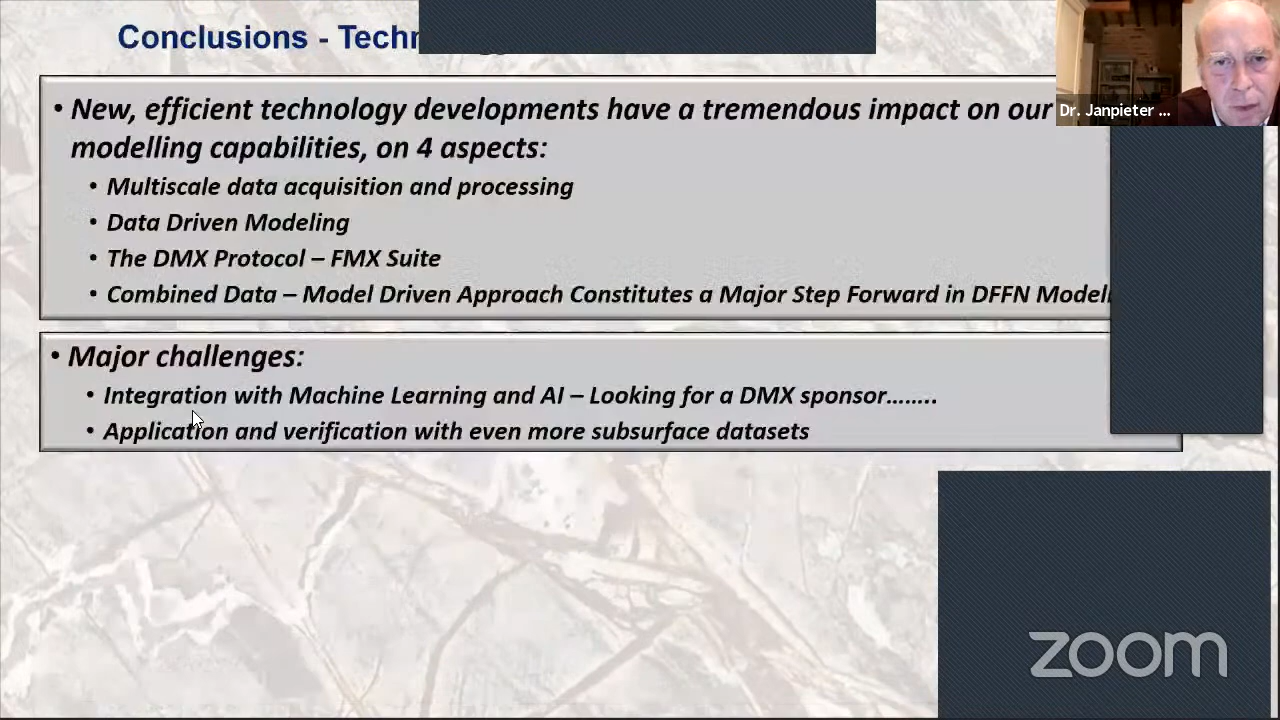 Conclusions -
Dr. Janpieter ...
• New, efficient technology developments have a tremendous impact on our
modelling capabilities, on 4 aspects:
• Multiscale data acquisition and processing
• Data Driven Modeling
• The DMX Protocol – FMX Suite
• Combined Data – Model Driven Approach Constitutes a Major Step Forward in DFFN
• Major challenges:
• Integration with Machine Learning and AI – Looking for a DMX sponsor……..
• Application and verification with even more subsurface datasets
zoom